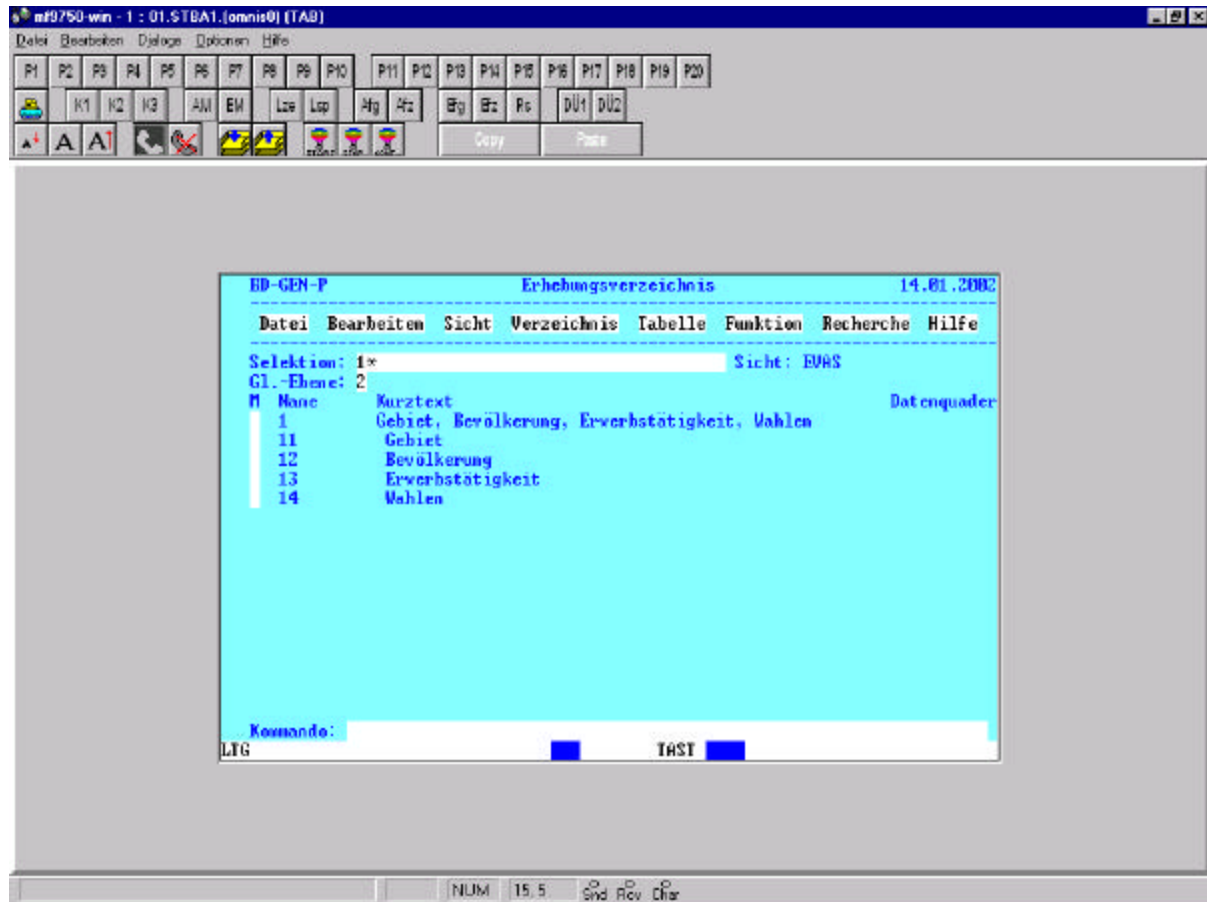 mf9750-win - 1 : 01.STBA1.(omnis0) (TAB)
Datei Bearbeiten Dialoge Optionen Hilfe
P1 P2 P3 P4 P5 P6 P7 P8 P9 P10 P11 P12 P13 P14 P15 P16 P17 P18 P19 P20
K1 K2 K3 AM EM Lze Lsp Afg Afz Efg Efz Rs DÜ1 DÜ2
A A A Copy Paste
BD-GEN-P Erhebungsverzeichnis 14.01.2002
Datei Bearbeiten Sicht Verzeichnis Tabelle Funktion Recherche Hilfe
Selektion: 1* Sicht: EVAS
Gl.-Ebene: 2
M Name Kurztext Datenquader
1 Gebiet, Bevölkerung, Erwerbstätigkeit, Wahlen
11 Gebiet
12 Bevölkerung
13 Erwerbstätigkeit
14 Wahlen
Kommando:
LTG TAST
NUM 15, 5 Snd Rcv Char